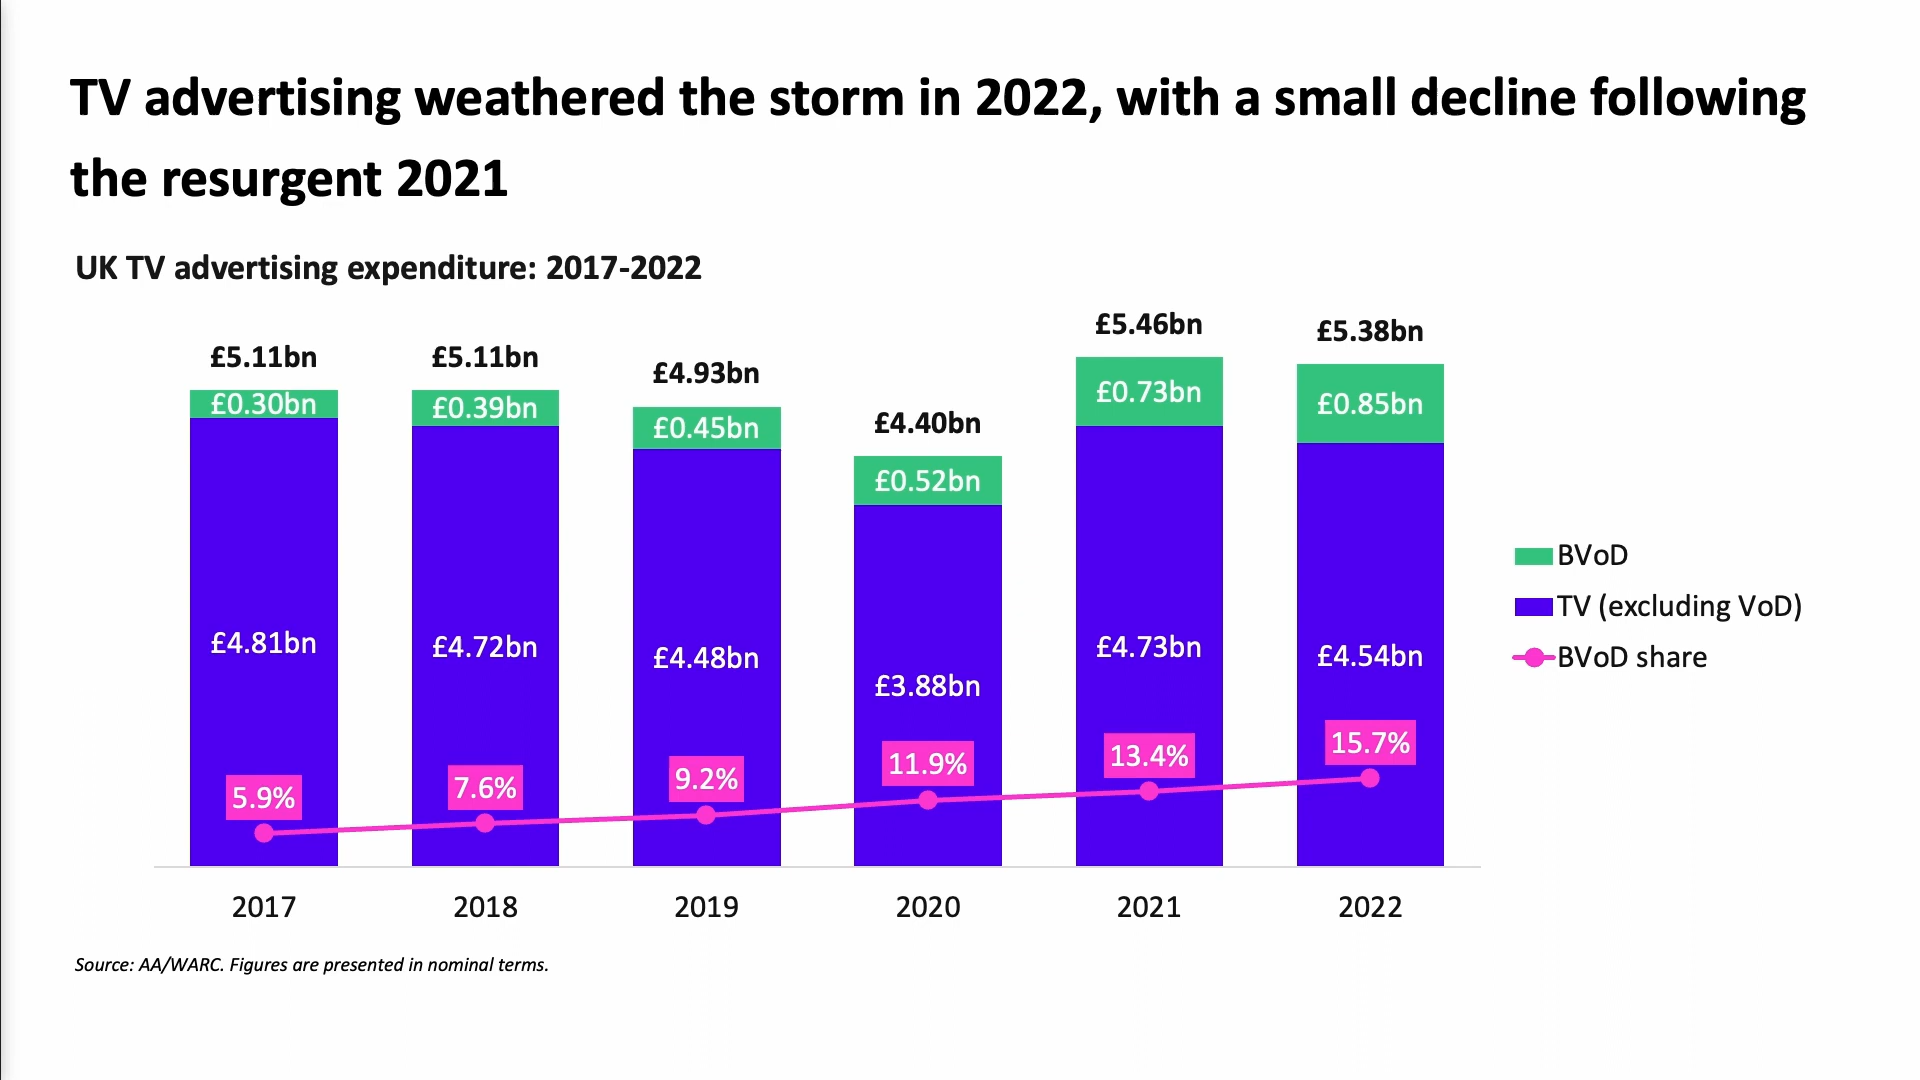 TV advertising weathered the storm in 2022, with a small decline following
the resurgent 2021
UK TV advertising expenditure: 2017-2022
£5.11bn
£5.11bn
£4.93bn
£4.40bn
£5.46bn
£5.38bn
£0.30bn
£0.39bn
£0.45bn
£0.52bn
£0.73bn
£0.85bn
£4.81bn
£4.72bn
£4.48bn
£3.88bn
£4.73bn
£4.54bn
5.9%
7.6%
9.2%
11.9%
13.4%
15.7%
BVoD
TV (excluding VoD)
BVoD share
2017
2018
2019
2020
2021
2022
Source: AA/WARC. Figures are presented in nominal terms.